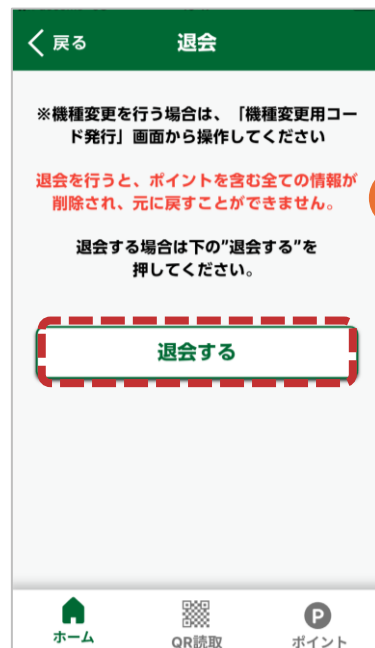 戻る
退会
※機種変更を行う場合は、「機種変更用コー
ド発行」画面から操作してください
退会を行うと、ポイントを含む全ての情報が
削除され、元に戻すことができません。
退会する場合は下の"退会する"を
押してください。
退会する
ホーム
QR読取
P
ポイント